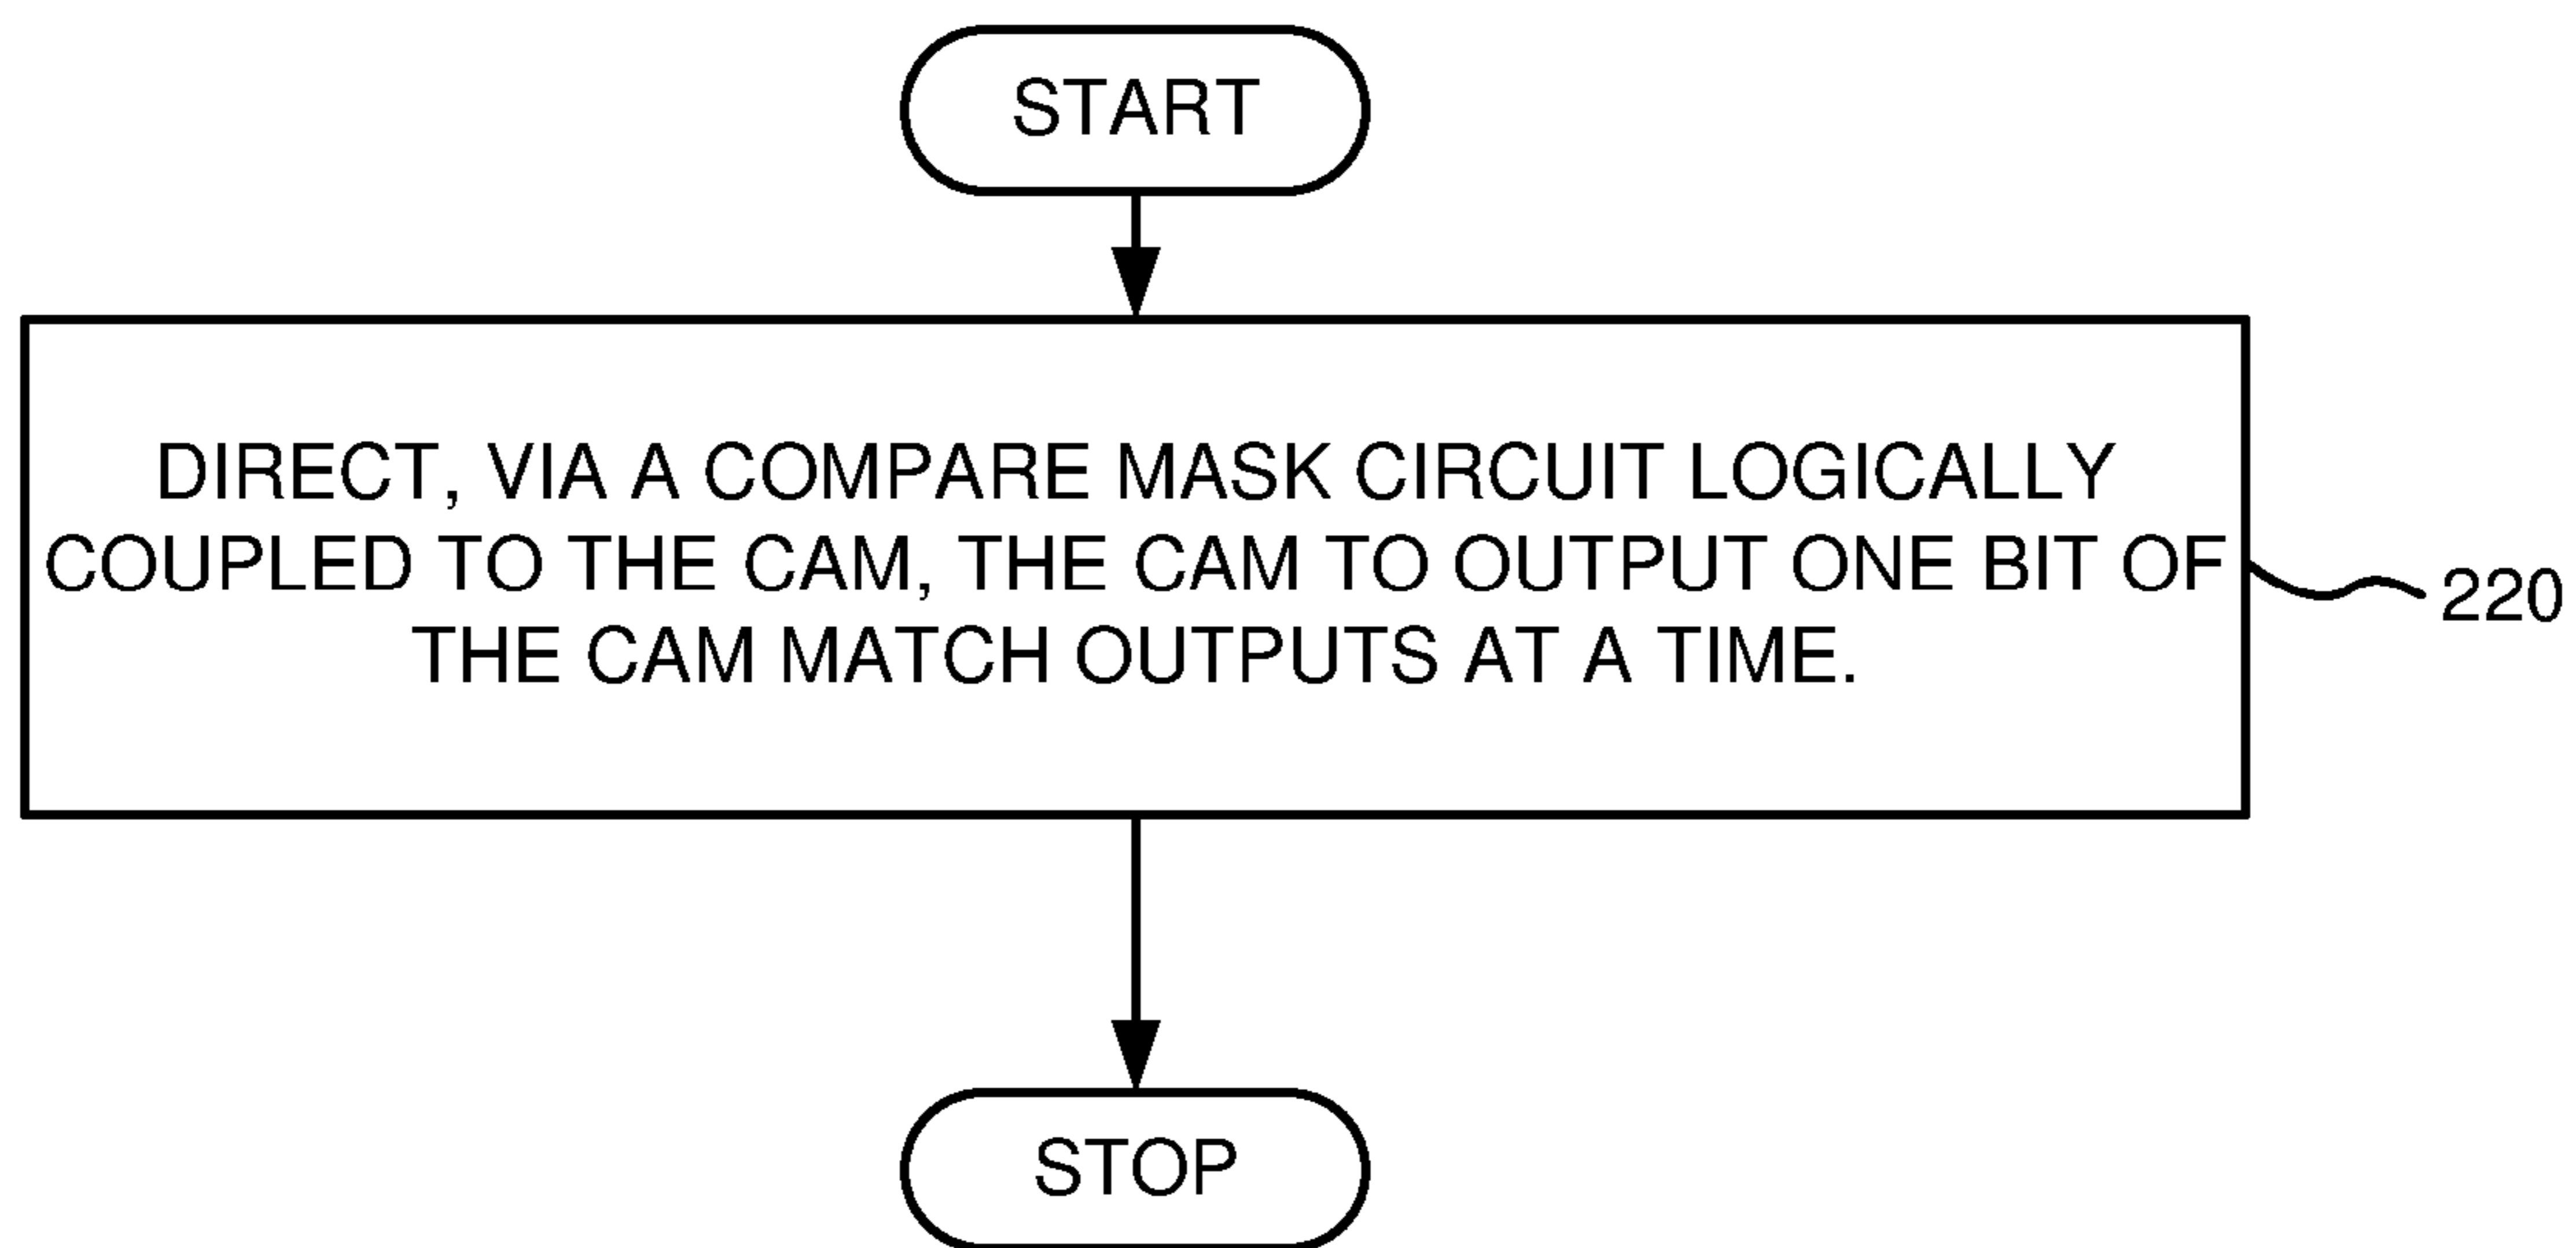 START
DIRECT, VIA A COMPARE MASK CIRCUIT LOGICALLY
COUPLED TO THE CAM, THE CAM TO OUTPUT ONE BIT OF
THE CAM MATCH OUTPUTS AT A TIME.
220
STOP